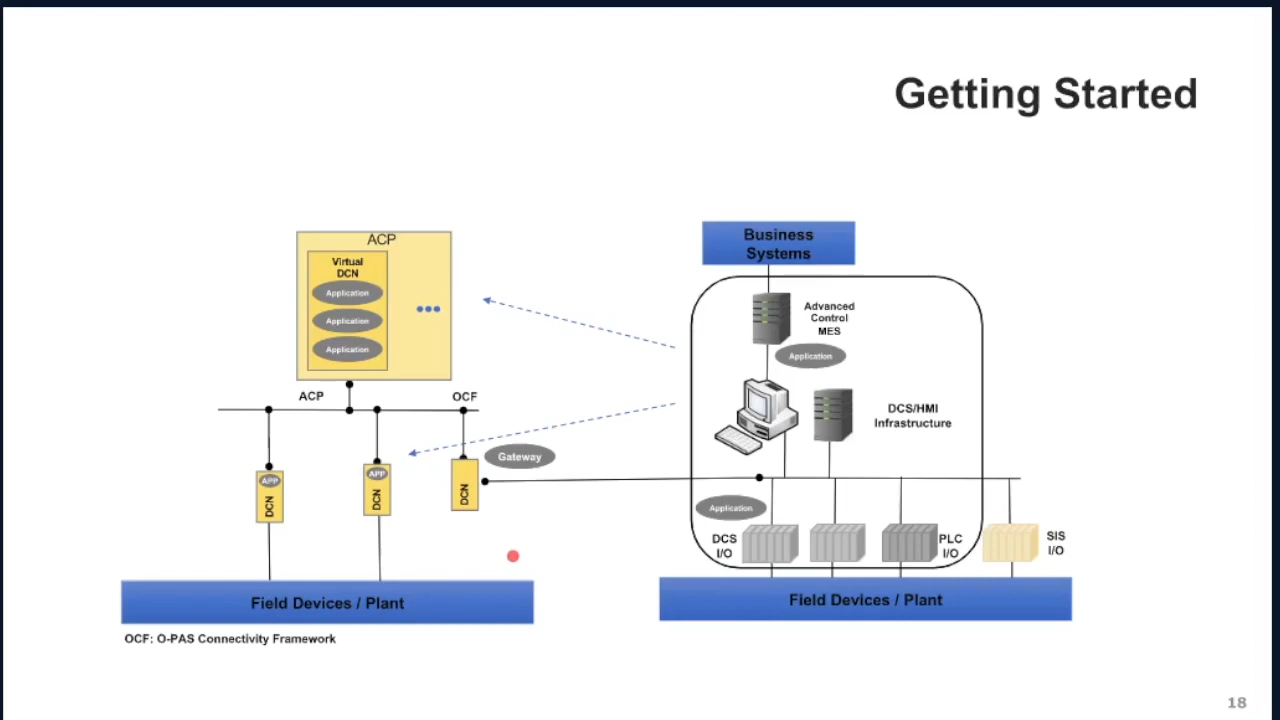 Getting Started
ACP
Virtual
DCN
Application
Application
Application
ACP
OCF
APP
DCN
APP
DCN
DCN
Gateway
Field Devices / Plant
OCF: O-PAS Connectivity Framework
Business
Systems
Advanced
Control
MES
Application
DCS/HMI
Infrastructure
Application
DCS
I/O
PLC
I/O
SIS
I/O
Field Devices / Plant
18